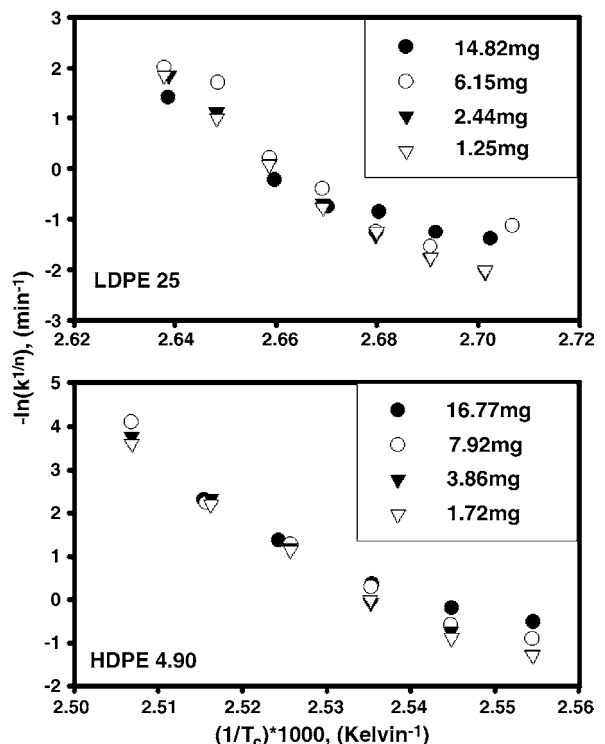 2
1
0
-1
-2
-3
14.82mg
6.15mg
2.44mg
1.25mg
LDPE 25
2.62 2.64 2.66 2.68 2.70 2.72
-ln(k^1/n), (min^-1)
5
4
3
2
1
0
-1
-2
16.77mg
7.92mg
3.86mg
1.72mg
HDPE 4.90
2.50 2.51 2.52 2.53 2.54 2.55 2.56
(1/Tc)*1000, (Kelvin^-1)